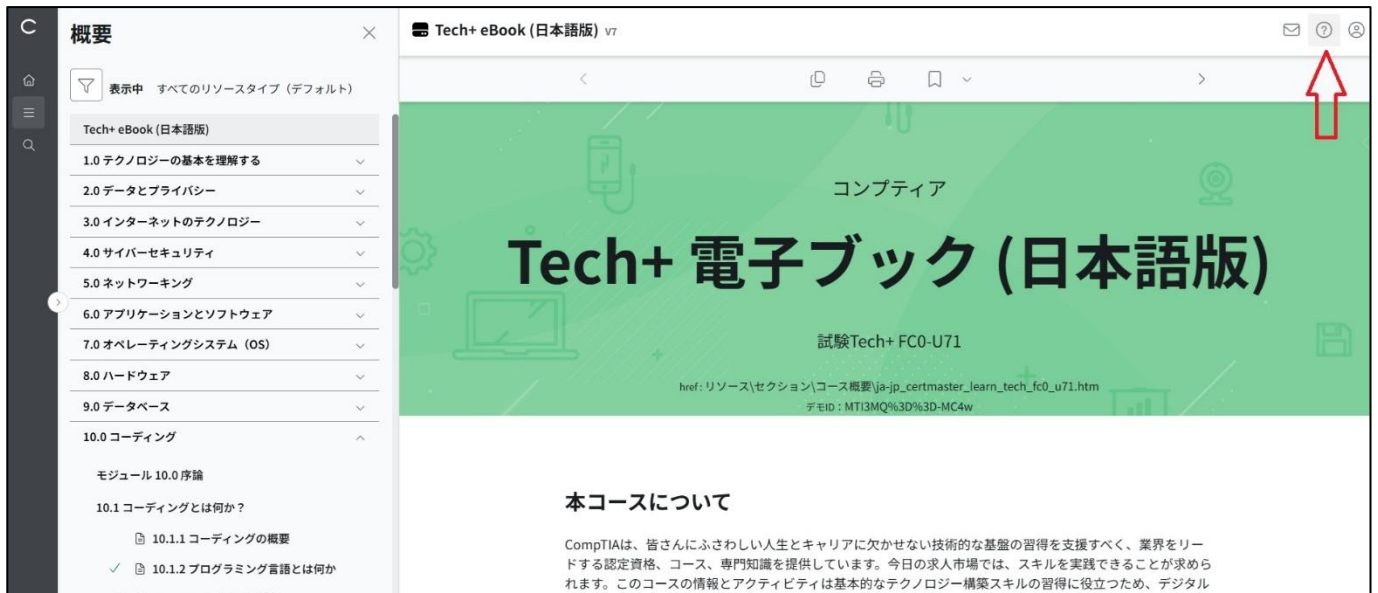 概要
表示中 すべてのリソースタイプ（デフォルト）
Tech+ eBook (日本語版)
1.0 テクノロジーの基本を理解する
2.0 データとプライバシー
3.0 インターネットのテクノロジー
4.0 サイバーセキュリティ
5.0 ネットワーキング
6.0 アプリケーションとソフトウェア
7.0 オペレーティングシステム（OS）
8.0 ハードウェア
9.0 データベース
10.0 コーディング
モジュール 10.0 序論
10.1 コーディングとは何か？
10.1.1 コーディングの概要
10.1.2 プログラミング言語とは何か
Tech+ eBook (日本語版) V7
コンプティア
Tech+ 電子ブック (日本語版)
試験Tech+ FC0-U71
href: リソース\セクション\コース概要\ja-jp_certmaster_learn_tech_fc0_u71.htm
デモID：MTI3MQ%3D%3D-MC4w
本コースについて
CompTIAは、皆さんにふさわしい人生とキャリアに欠かせない技術的な基盤の習得を支援すべく、業界をリー
ドする認定資格、コース、専門知識を提供しています。今日の求人市場では、スキルを実践できることが求めら
れます。このコースの情報とアクティビティは基本的なテクノロジー構築スキルの習得に役立つため、デジタル